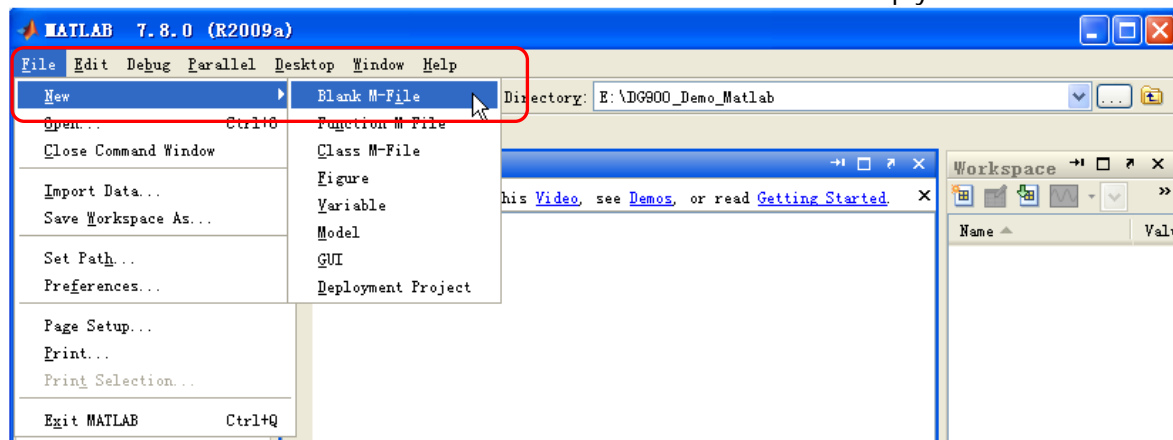 MATLAB 7.8.0 (R2009a)
File Edit Debug Parallel Desktop Window Help
New
Blank M-File
Directory: E:\DG900_Demo_Matlab
...
Open... Ctrl+O
Function M-File
Close Command Window
Class M-File
Import Data...
Figure
his Video, see Demos, or read Getting Started.
Workspace
Save Workspace As...
Variable
Name
Model
Set Path...
GUI
Preferences...
Deployment Project
Page Setup...
Print...
Print Selection...
Exit MATLAB Ctrl+Q